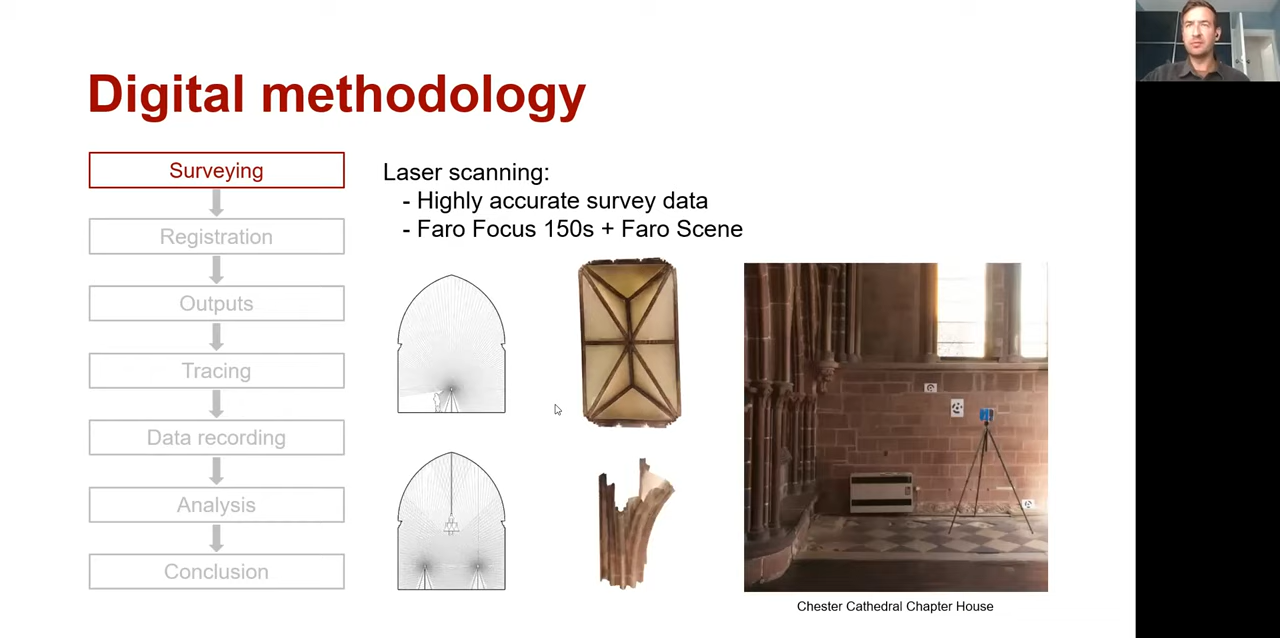 Digital methodology
Surveying
Registration
Outputs
Tracing
Data recording
Analysis
Conclusion
Laser scanning:
- Highly accurate survey data
- Faro Focus 150s + Faro Scene
Chester Cathedral Chapter House